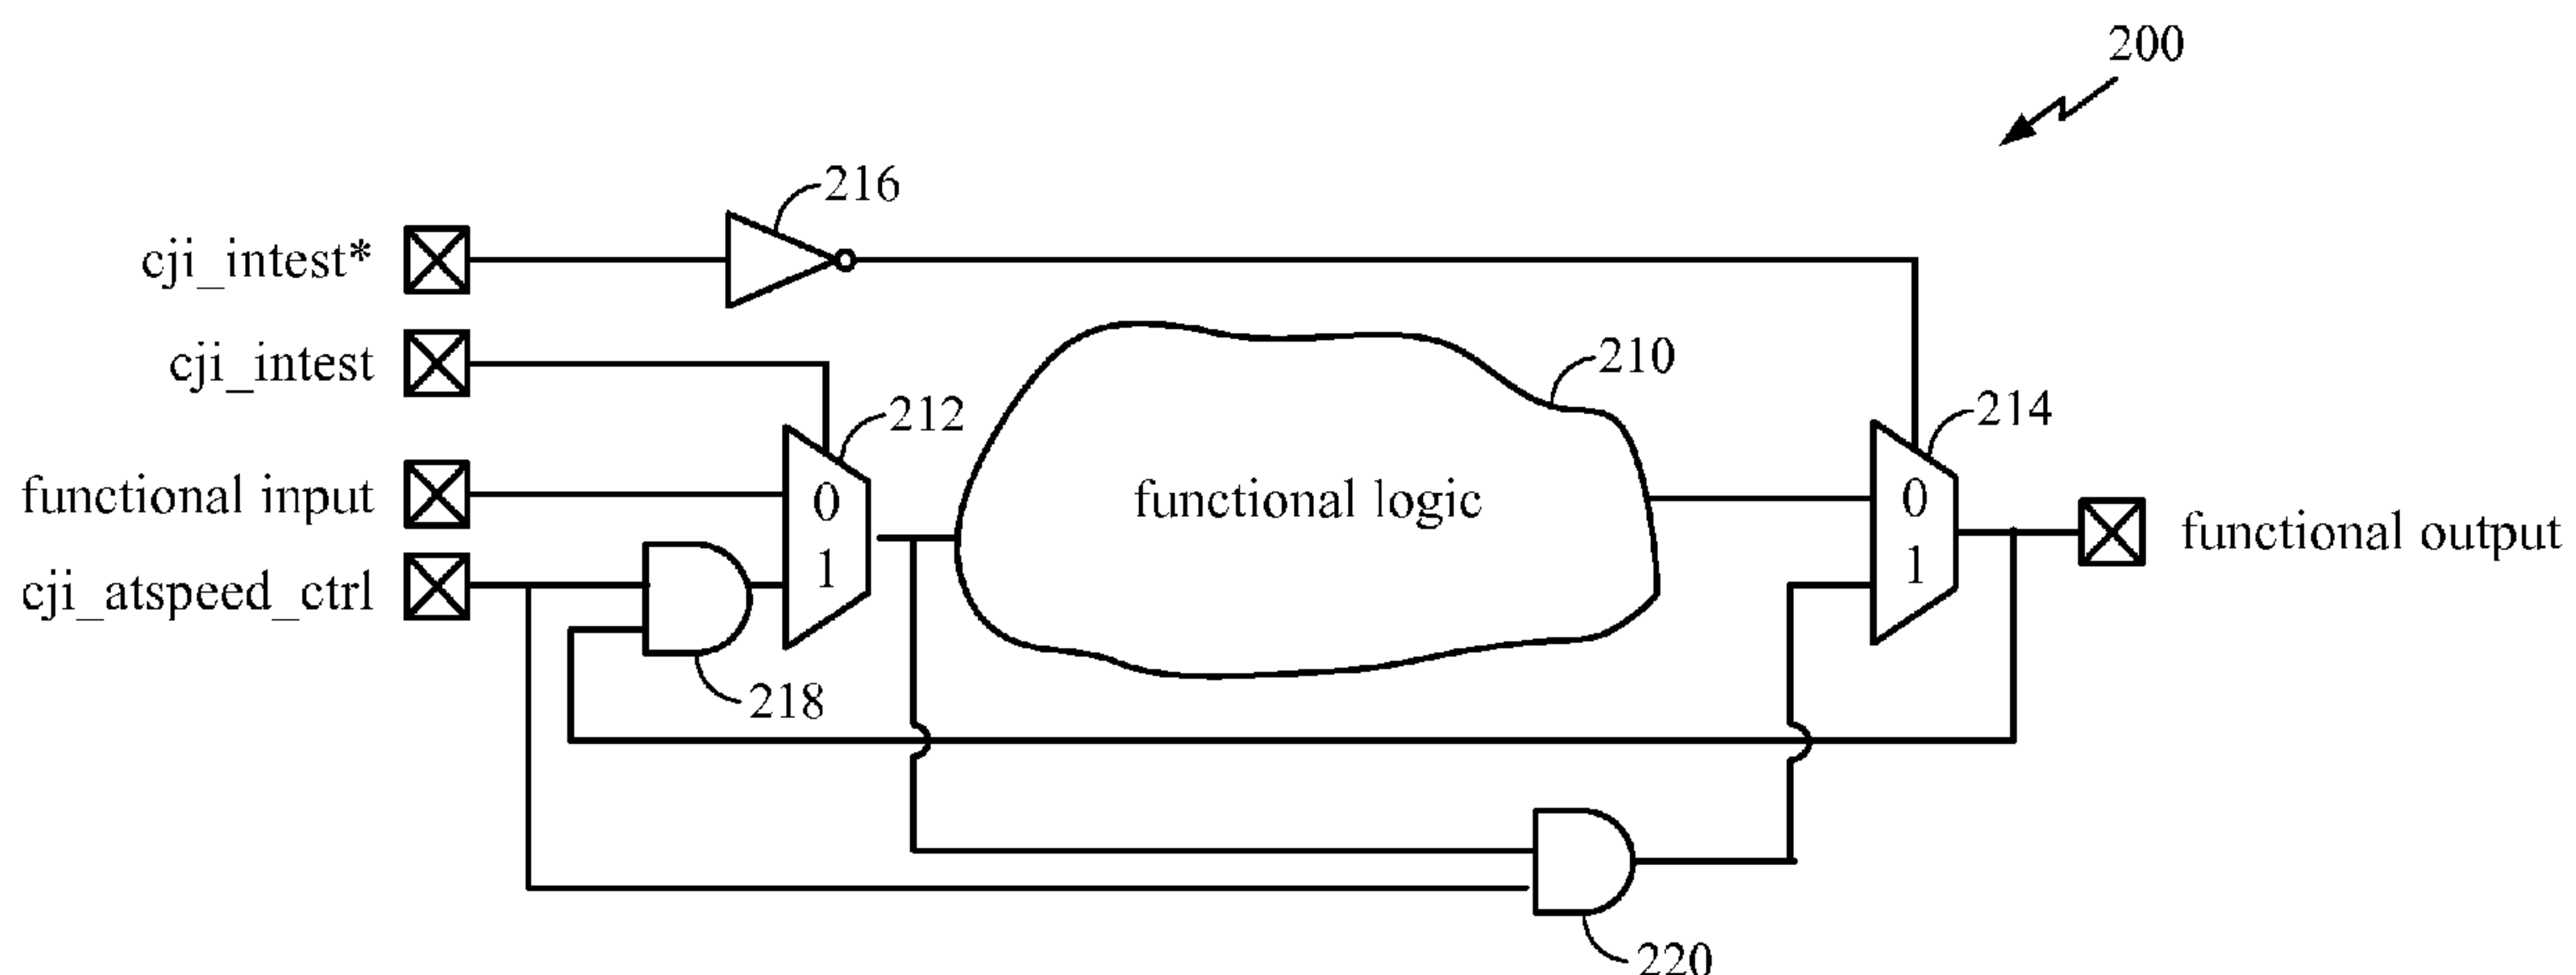 200
216
cji_intest*
cji_intest
210
212
214
functional input
0
functional logic
0
functional output
cji_atspeed_ctrl
1
1
218
220